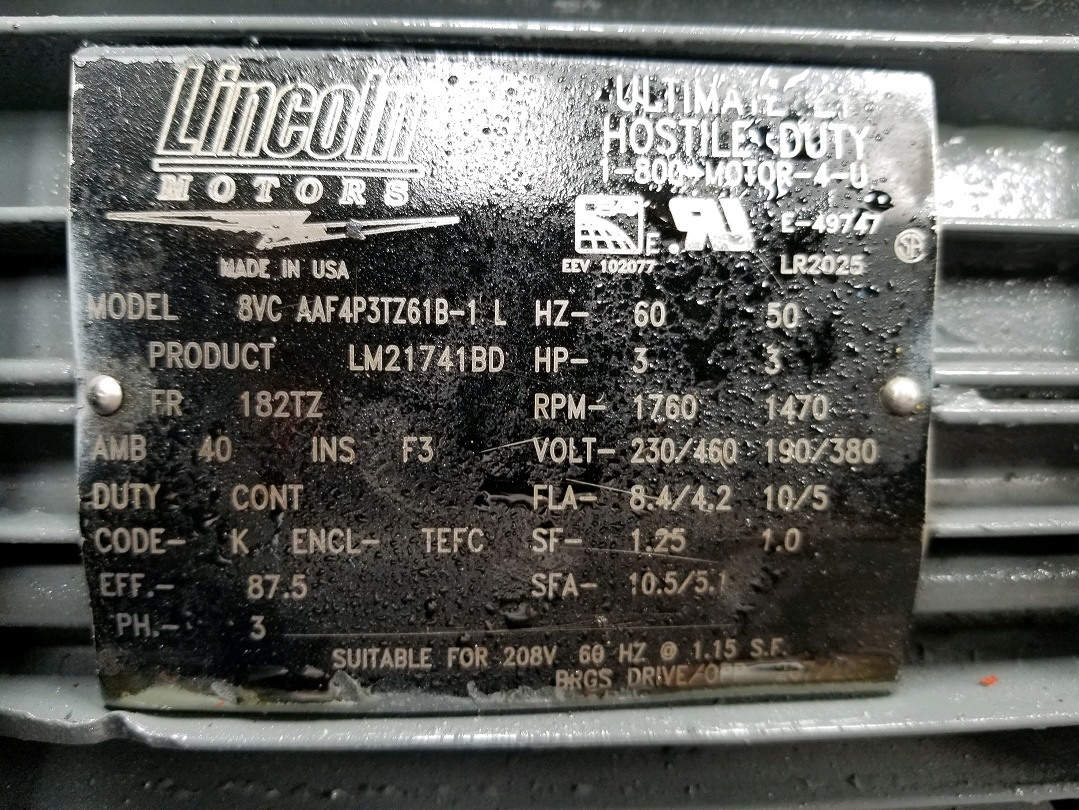 Lincoln
MOTORS
MADE IN USA
ULTIMATE
HOSTILE DUTY
1-800-MOTOR-4-U
E-49747
EEV 102077
LR2025
MODEL 8VC AAF4P3TZ61B-1 L HZ- 60 50
PRODUCT LM21741BD HP- 3 3
FR 182TZ RPM- 1760 1470
AMB 40 INS F3 VOLT- 230/460 190/380
DUTY CONT FLA- 8.4/4.2 10/5
CODE- K ENCL- TEFC SF- 1.25 1.0
EFF.- 87.5 SFA- 10.5/5.1
PH.- 3
SUITABLE FOR 208V 60 HZ @ 1.15 S.F.
BRGS DRIVE/